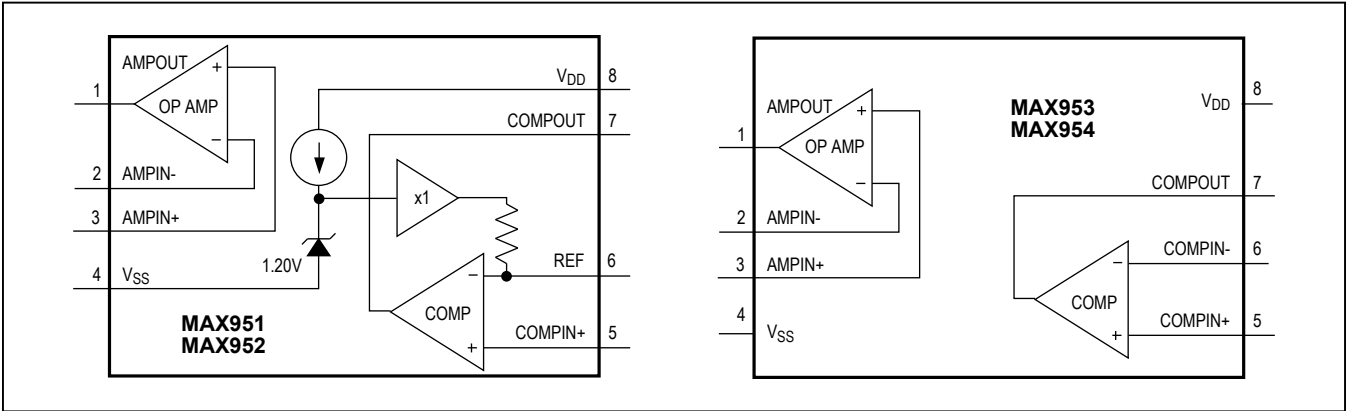 AMPOUT
+
1
OP AMP
−
2 AMPIN-
3 AMPIN+
4 VSS
1.20V
VDD 8
COMPOUT 7
x1
REF 6
−
COMP
+
COMPIN+ 5
MAX951
MAX952
AMPOUT
+
1
OP AMP
−
2 AMPIN-
3 AMPIN+
4
VSS
MAX953
MAX954
VDD 8
COMPOUT 7
COMPIN- 6
−
COMP
+
COMPIN+ 5